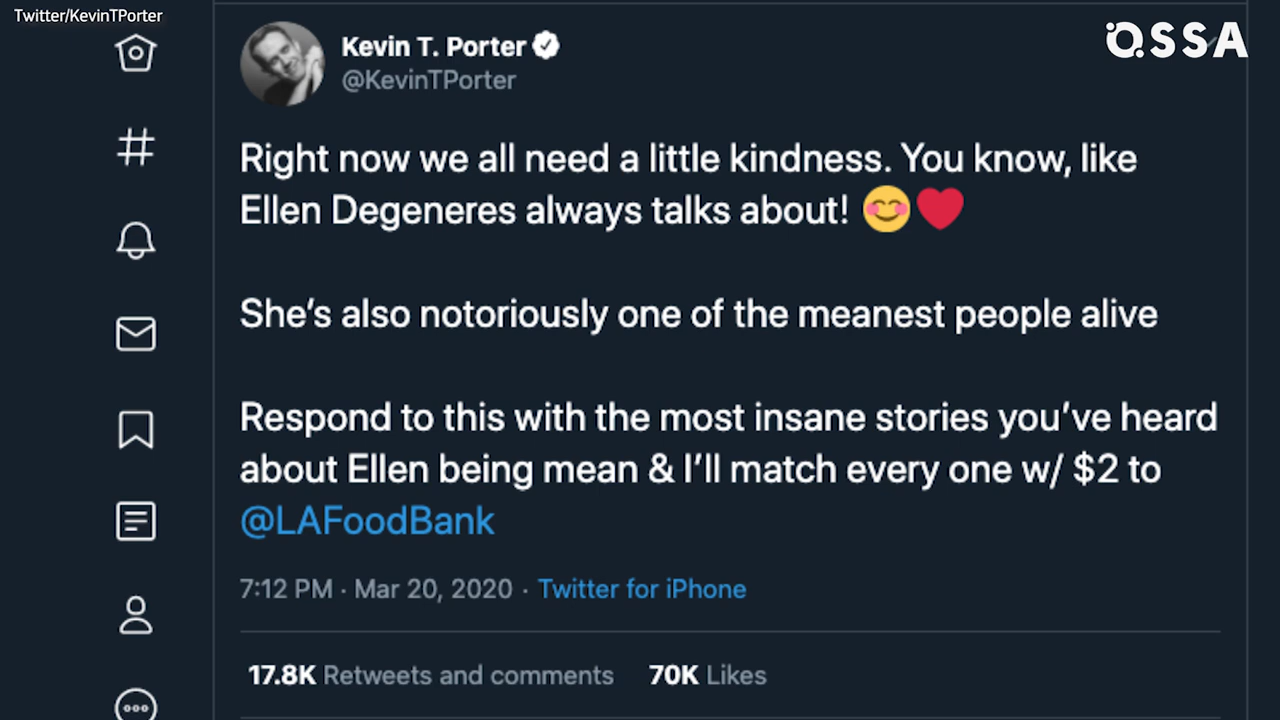 Twitter/KevinTPorter
OSSA
Kevin T. Porter
@KevinTPorter
Right now we all need a little kindness. You know, like
Ellen Degeneres always talks about! 😊❤️
She's also notoriously one of the meanest people alive
Respond to this with the most insane stories you've heard
about Ellen being mean & I'll match every one w/ $2 to
@LAFoodBank
7:12 PM · Mar 20, 2020 · Twitter for iPhone
17.8K Retweets and comments 70K Likes